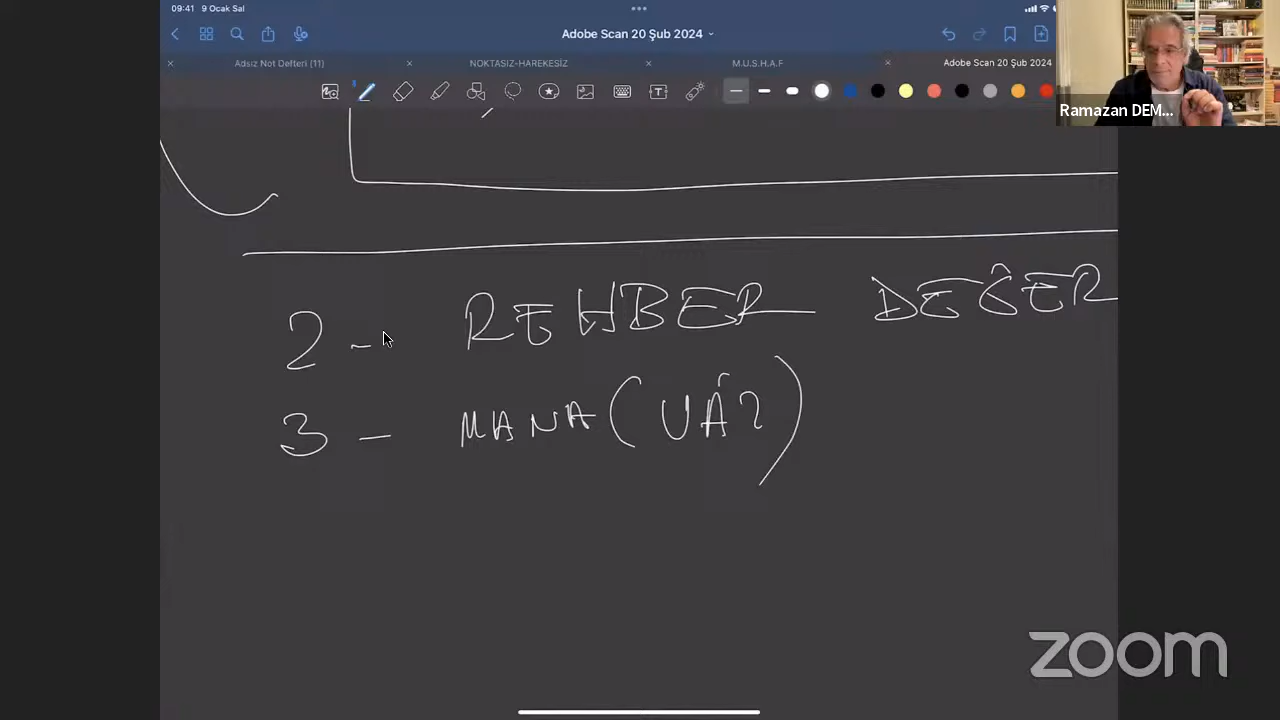 09:41 9 Ocak Sal
Adobe Scan 20 Şub 2024
Adsız Not Defteri (11)
NOKTASIZ-HAREKESİZ
M.U.S.H.A.F
Adobe Scan 20 Şub 2024
Ramazan DEM...
2 - REHBER DEĞER
3 - MANA (UÁ?)
zoom